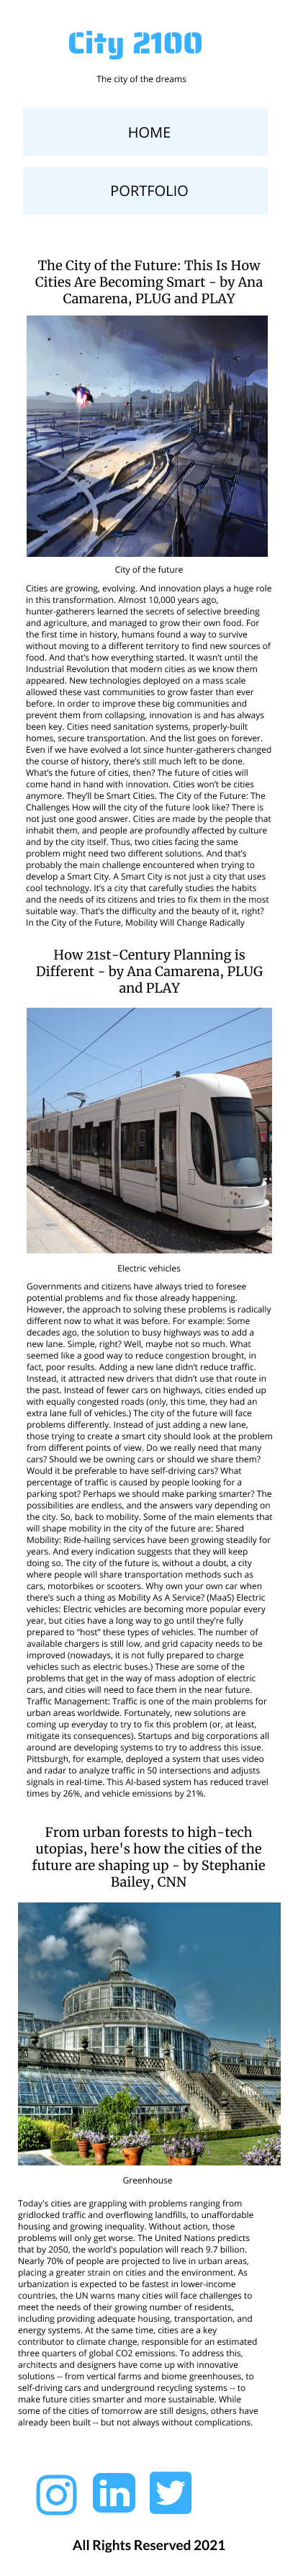 City 2100
The city of the dreams
HOME
PORTFOLIO
The City of the Future: This Is How
Cities Are Becoming Smart - by Ana
Camarena, PLUG and PLAY
City of the future
Cities are growing, evolving. And innovation plays a huge role
in this transformation. Almost 10,000 years ago,
hunter-gatherers learned the secrets of selective breeding
and agriculture, and managed to grow their own food. For
the first time in history, humans found a way to survive
without moving to a different territory to find new sources of
food. And that's how everything started. It wasn't until the
Industrial Revolution that modern cities as we know them
appeared. New technologies deployed on a mass scale
allowed these vast communities to grow faster than ever
before. In order to improve these big communities and
prevent them from collapsing, innovation is and has always
been key. Cities need sanitation systems, properly-built
homes, secure transportation. And the list goes on forever.
Even if we have evolved a lot since hunter-gatherers changed
the course of history, there's still much left to be done.
What's the future of cities, then? The future of cities will
come hand in hand with innovation. Cities won't be cities
anymore. They'll be Smart Cities. The City of the Future: The
Challenges How will the city of the future look like? There is
not just one good answer. Cities are made by the people that
inhabit them, and people are profoundly affected by culture
and by the city itself. Thus, two cities facing the same
problem might need two different solutions. And that's
probably the main challenge encountered when trying to
develop a Smart City. A Smart City is not just a city that uses
cool technology. It's a city that carefully studies the habits
and the needs of its citizens and tries to fix them in the most
suitable way. That's the difficulty and the beauty of it, right?
In the City of the Future, Mobility Will Change Radically
How 21st-Century Planning is
Different - by Ana Camarena, PLUG
and PLAY
Electric vehicles
Governments and citizens have always tried to foresee
potential problems and fix those already happening.
However, the approach to solving these problems is radically
different now to what it was before. For example: Some
decades ago, the solution to busy highways was to add a
new lane. Simple, right? Well, maybe not so much. What
seemed like a good way to reduce congestion brought, in
fact, poor results. Adding a new lane didn't reduce traffic.
Instead, it attracted new drivers that didn't use that route in
the past. Instead of fewer cars on highways, cities ended up
with equally congested roads (only, this time, they had an
extra lane full of vehicles.) The city of the future will face
problems differently. Instead of just adding a new lane,
those trying to create a smart city should look at the problem
from different points of view. Do we really need that many
cars? Should we be owning cars or should we share them?
Would it be preferable to have self-driving cars? What
percentage of traffic is caused by people looking for a
parking spot? Perhaps we should make parking smarter? The
possibilities are endless, and the answers vary depending on
the city. So, back to mobility. Some of the main elements that
will shape mobility in the city of the future are: Shared
Mobility: Ride-hailing services have been growing steadily for
years. And every indication suggests that they will keep
doing so. The city of the future is, without a doubt, a city
where people will share transportation methods such as
cars, motorbikes or scooters. Why own your own car when
there's such a thing as Mobility As A Service? (MaaS) Electric
vehicles: Electric vehicles are becoming more popular every
year, but cities have a long way to go until they're fully
prepared to "host" these types of vehicles. The number of
available chargers is still low, and grid capacity needs to be
improved (nowadays, it is not fully prepared to charge
vehicles such as electric buses.) These are some of the
problems that get in the way of mass adoption of electric
cars, and cities will need to face them in the near future.
Traffic Management: Traffic is one of the main problems for
urban areas worldwide. Fortunately, new solutions are
coming up everyday to try to fix this problem (or, at least,
mitigate its consequences). Startups and big corporations all
around are developing systems to try to address this issue.
Pittsburgh, for example, deployed a system that uses video
and radar to analyze traffic in 50 intersections and adjusts
signals in real-time. This AI-based system has reduced travel
times by 26%, and vehicle emissions by 21%.
From urban forests to high-tech
utopias, here's how the cities of the
future are shaping up - by Stephanie
Bailey, CNN
Greenhouse
Today's cities are grappling with problems ranging from
gridlocked traffic and overflowing landfills, to unaffordable
housing and growing inequality. Without action, those
problems will only get worse. The United Nations predicts
that by 2050, the world's population will reach 9.7 billion.
Nearly 70% of people are projected to live in urban areas,
placing a greater strain on cities and the environment. As
urbanization is expected to be fastest in lower-income
countries, the UN warns many cities will face challenges to
meet the needs of their growing number of residents,
including providing adequate housing, transportation, and
energy systems. At the same time, cities are a key
contributor to climate change, responsible for an estimated
three quarters of global CO2 emissions. To address this,
architects and designers have come up with innovative
solutions -- from vertical farms and biome greenhouses, to
self-driving cars and underground recycling systems -- to
make future cities smarter and more sustainable. While
some of the cities of tomorrow are still designs, others have
already been built -- but not always without complications.
in
All Rights Reserved 2021